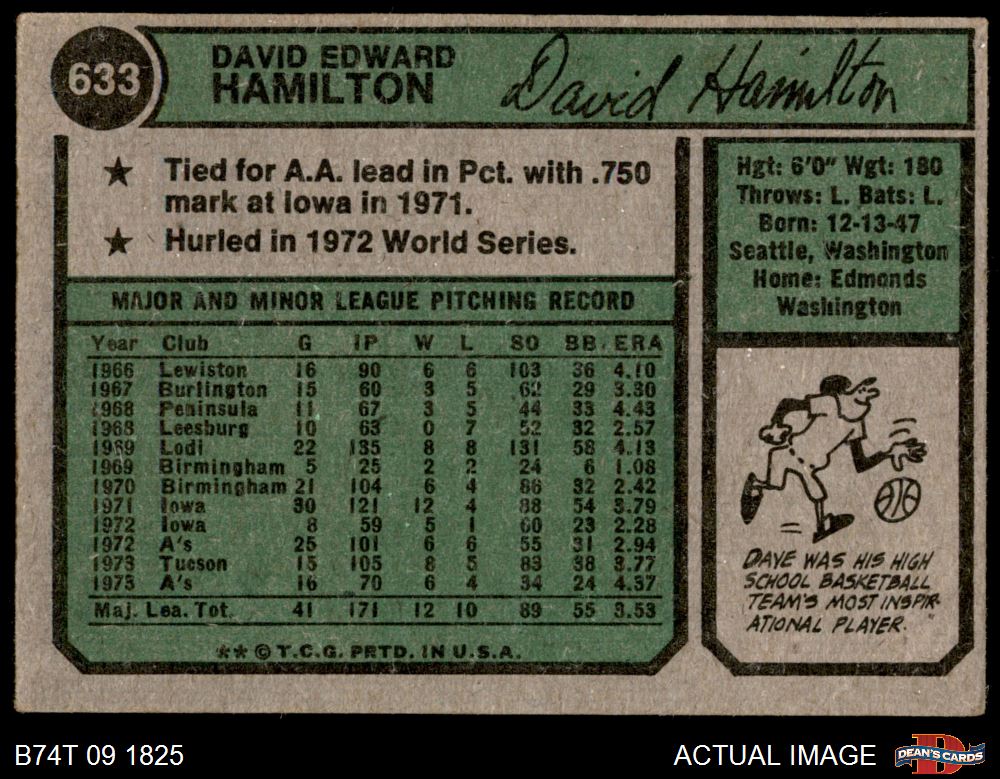 633
DAVID EDWARD
HAMILTON
David Hamilton
★ Tied for A.A. lead in Pct. with .750
mark at Iowa in 1971.
★ Hurled in 1972 World Series.
Hgt: 6'0" Wgt: 180
Throws: L. Bats: L.
Born: 12-13-47
Seattle, Washington
Home: Edmonds
Washington
MAJOR AND MINOR LEAGUE PITCHING RECORD
Year Club G IP W L SO BB. ERA
1966 Lewiston 16 90 6 6 103 36 4.10
1967 Burlington 15 60 3 5 62 29 3.30
1968 Peninsula 11 67 3 5 44 33 4.43
1968 Leesburg 10 63 0 7 52 32 2.57
1969 Lodi 22 135 8 8 131 58 4.13
1969 Birmingham 5 25 2 2 24 6 1.08
1970 Birmingham 21 104 6 4 86 32 2.42
1971 Iowa 30 121 12 4 88 54 3.79
1972 Iowa 8 59 5 1 60 23 2.28
1972 A's 25 101 6 6 55 31 2.94
1973 Tucson 15 105 8 5 83 38 3.77
1973 A's 16 70 6 4 34 24 4.37
Maj. Lea. Tot. 41 171 12 10 89 55 3.53
DAVE WAS HIS HIGH
SCHOOL BASKETBALL
TEAM'S MOST INSPIR-
ATIONAL PLAYER.
★★ © T.C.G. PRTD. IN U.S.A.
B74T 09 1825
ACTUAL IMAGE
DEAN'S CARDS